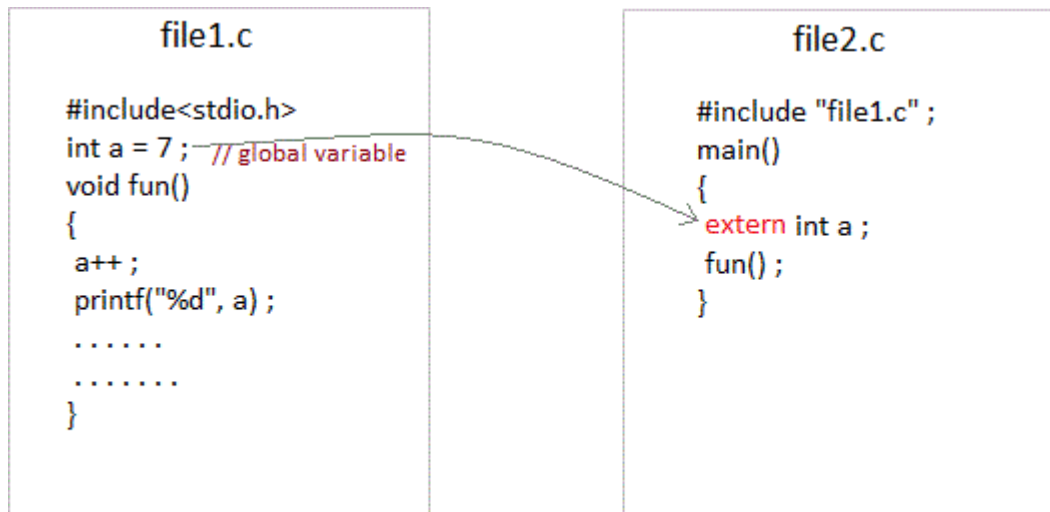 file1.c
#include<stdio.h>
int a = 7 ; // global variable
void fun()
{
a++ ;
printf("%d", a) ;
. . . . . .
. . . . . . .
}
file2.c
#include "file1.c" ;
main()
{
extern int a ;
fun() ;
}